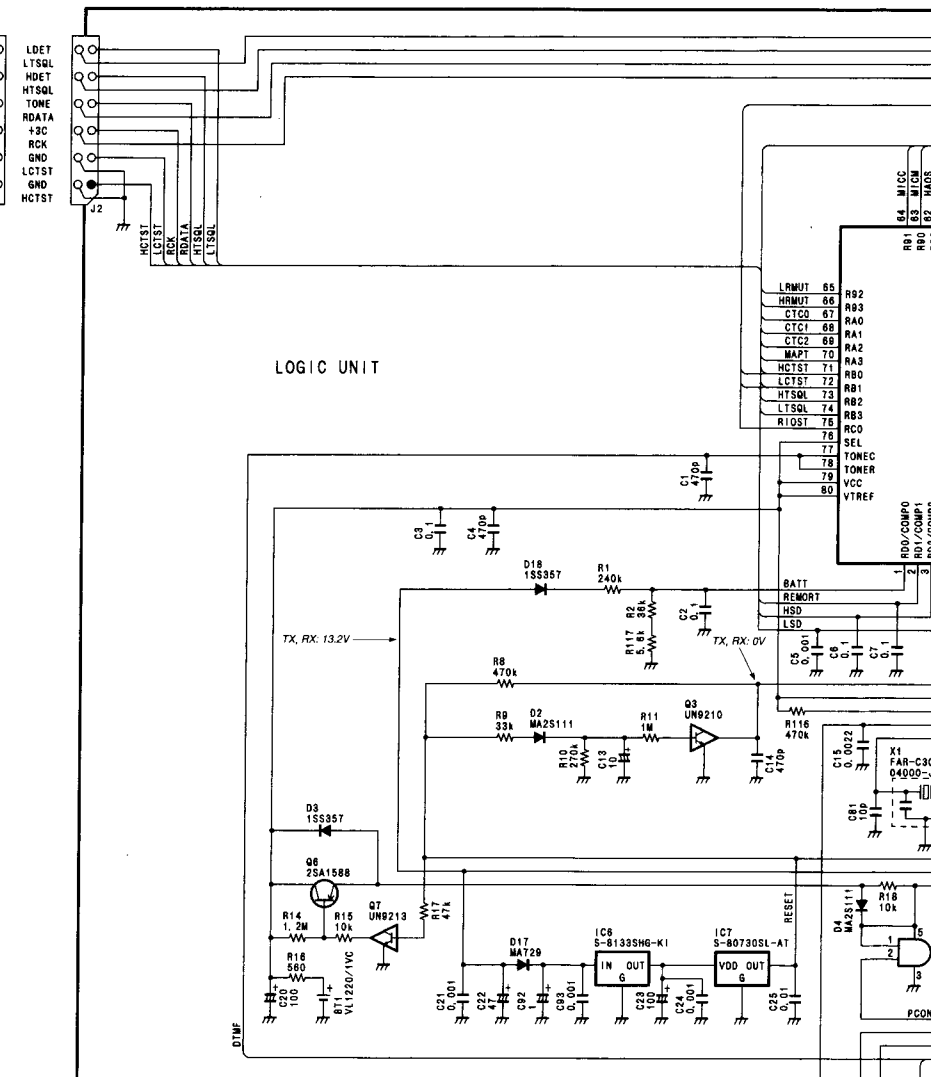 LDET
LTSQL
HDET
HTSQL
TONE
RDATA
+3C
RCK
GND
LCTST
GND
HCTST
J2
HCTST
LCTST
RCK
RDATA
HTSQL
LTSQL
LOGIC UNIT
64 MICC
63 MICM
62 HAOS
R91
R90
LRMUT 65 R92
HRMUT 66 R93
CTC0 67 RA0
CTC1 68 RA1
CTC2 69 RA2
MAPT 70 RA3
HCTST 71 RB0
LCTST 72 RB1
HTSQL 73 RB2
LTSQL 74 RB3
RIOST 75 RC0
76 SEL
77 TONEC
78 TONER
79 VCC
80 VTREF
RD0/COMP0
RD1/COMP1
1
2
3
C1
470p
C3
0.1
C4
470p
D18
1SS357
R1
240k
R2
36k
R117
5.6k
C2
0.1
BATT
REMORT
HSD
LSD
C5
0.001
C6
0.1
C7
0.1
TX, RX: 13.2V
TX, RX: 0V
R8
470k
R9
33k
D2
MA2S111
R10
270k
C13
10
+
R11
1M
Q3
UN9210
C14
470p
R116
470k
C15
0.0022
X1
FAR-C30
04000-J
C81
10p
D3
1SS357
Q6
2SA1588
Q7
UN9213
R17
47k
R14
1.2M
R15
10k
R16
560
C20
100
+
BT1
VL1220/1VC
+
D17
MA729
C21
0.001
C22
47
+
C92
1
+
C93
0.001
IC6
S-8133SHG-KI
IN OUT
G
C23
100
+
C24
0.001
IC7
S-80730SL-AT
VDD OUT
G
C25
0.01
RESET
D4
MA2S111
R18
10k
1
2
5
3
PCON
DTMF